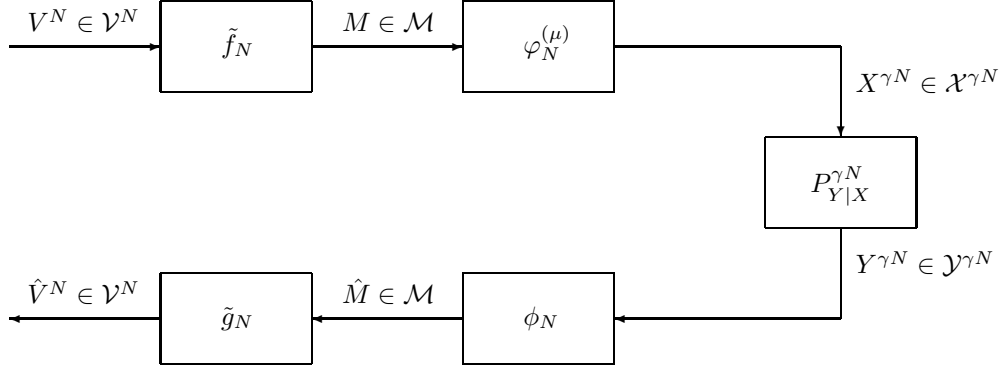 V^N ∈ 𝒱^N
f̃_N
M ∈ ℳ
φ_N^{(μ)}
X^{γN} ∈ 𝒳^{γN}
P_{Y|X}^{γN}
Y^{γN} ∈ 𝒴^{γN}
V̂^N ∈ 𝒱^N
g̃_N
M̂ ∈ ℳ
ϕ_N